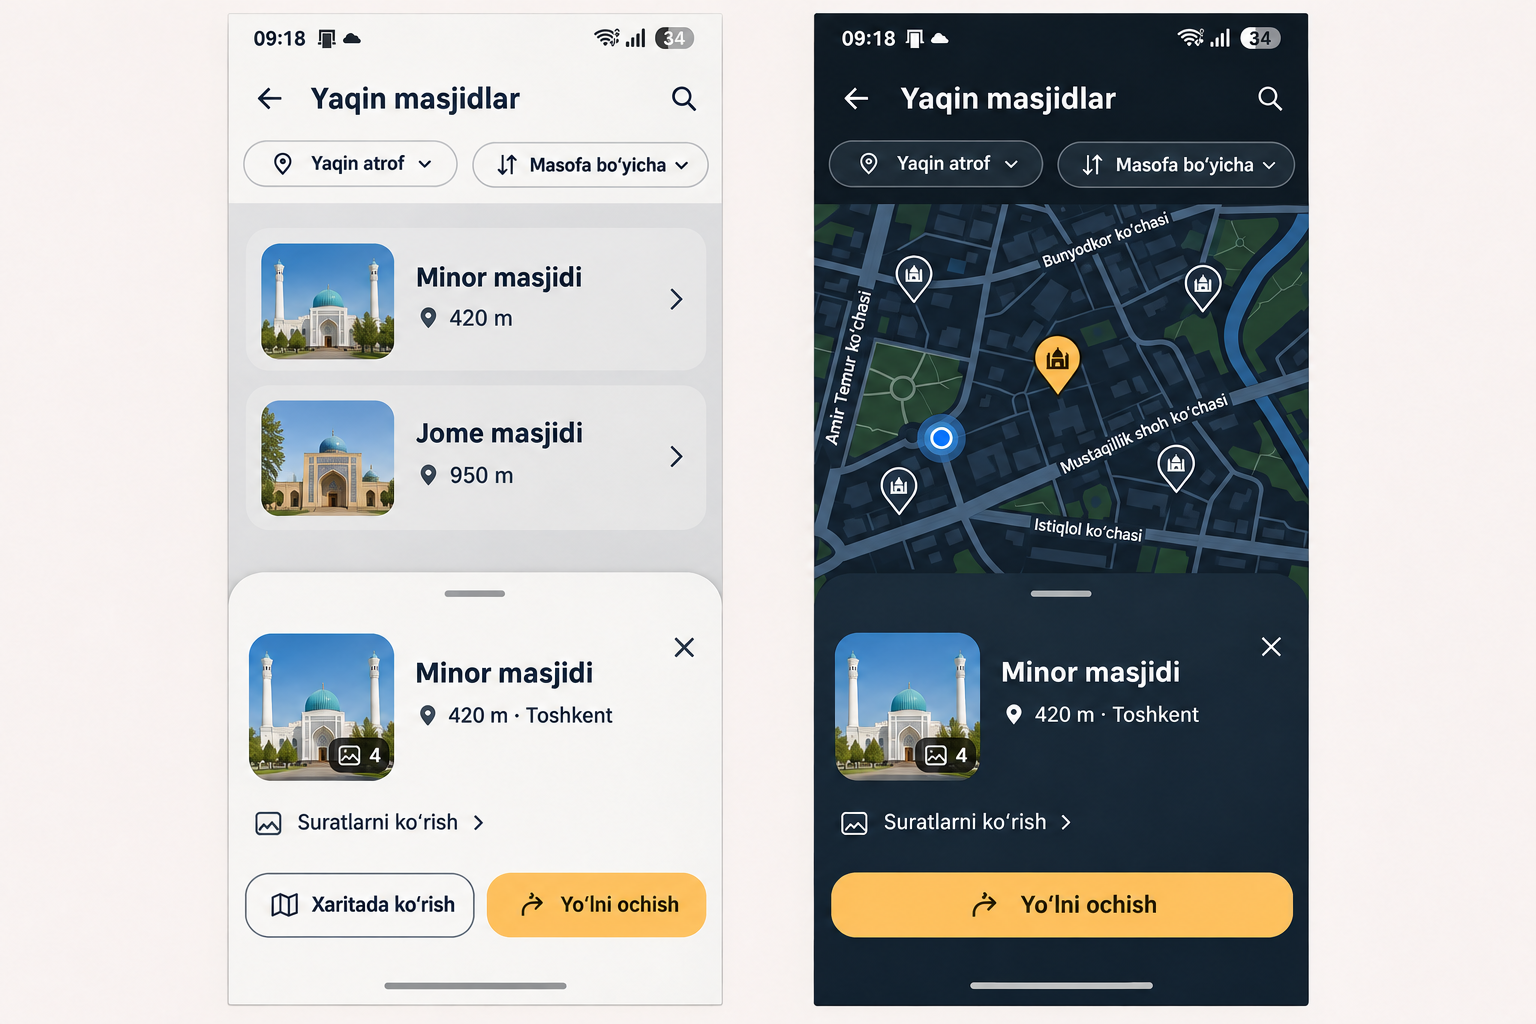 09:18
34
Yaqin masjidlar
Yaqin atrof
Masofa bo‘yicha
Minor masjidi
420 m
Jome masjidi
950 m
Minor masjidi
420 m · Toshkent
4
Suratlarni ko‘rish
Xaritada ko‘rish
Yo‘lni ochish
09:18
34
Yaqin masjidlar
Yaqin atrof
Masofa bo‘yicha
Bunyodkor ko‘chasi
Amir Temur ko‘chasi
Mustaqillik shoh ko‘chasi
Istiqlol ko‘chasi
Minor masjidi
420 m · Toshkent
4
Suratlarni ko‘rish
Yo‘lni ochish